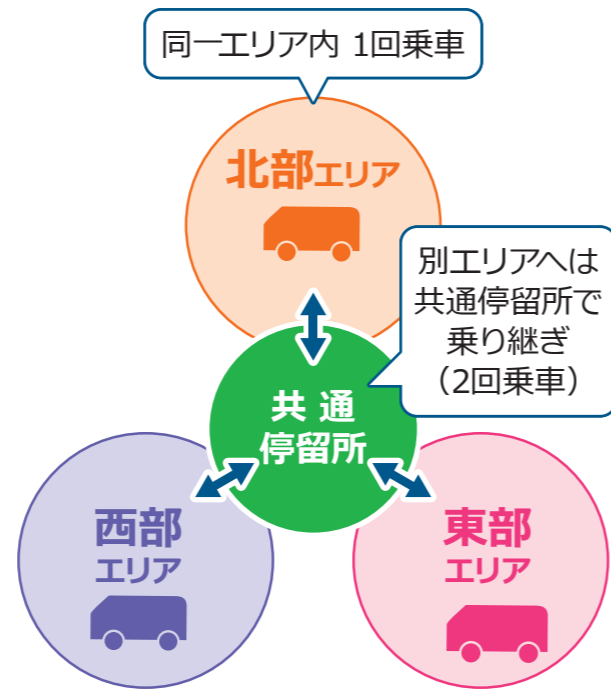 同一エリア内 1回乗車
北部エリア
別エリアへは
共通停留所で
乗り継ぎ
（2回乗車）
共 通
停留所
西部
エリア
東部
エリア